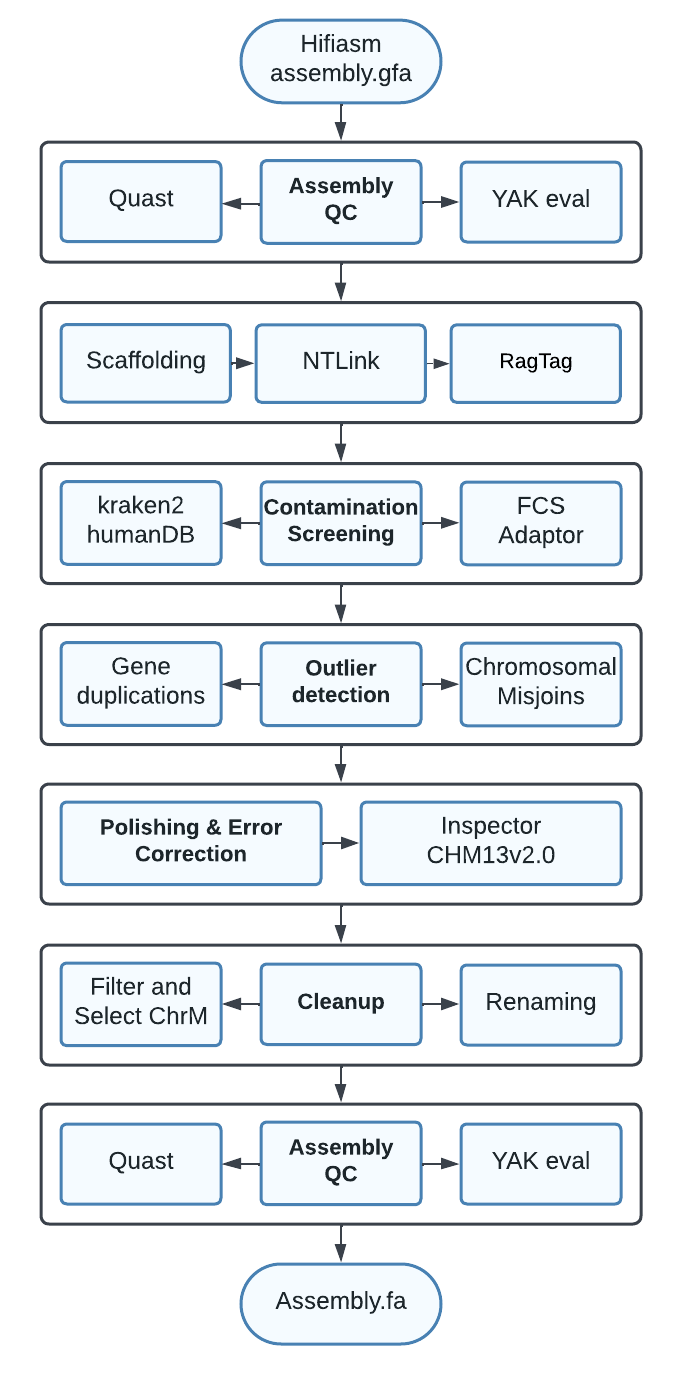 Hifiasm
assembly.gfa
Quast
Assembly
QC
YAK eval
Scaffolding
NTLink
RagTag
kraken2
humanDB
Contamination
Screening
FCS
Adaptor
Gene
duplications
Outlier
detection
Chromosomal
Misjoins
Polishing & Error
Correction
Inspector
CHM13v2.0
Filter and
Select ChrM
Cleanup
Renaming
Quast
Assembly
QC
YAK eval
Assembly.fa